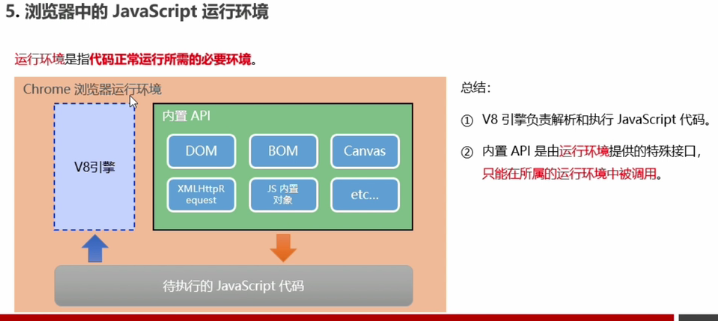 5. 浏览器中的 JavaScript 运行环境
运行环境是指代码正常运行所需的必要环境。
Chrome 浏览器运行环境
V8引擎
内置 API
DOM
BOM
Canvas
XMLHttpR
equest
JS 内置
对象
etc...
待执行的 JavaScript 代码
总结：
① V8 引擎负责解析和执行 JavaScript 代码。
② 内置 API 是由运行环境提供的特殊接口，
只能在所属的运行环境中被调用。